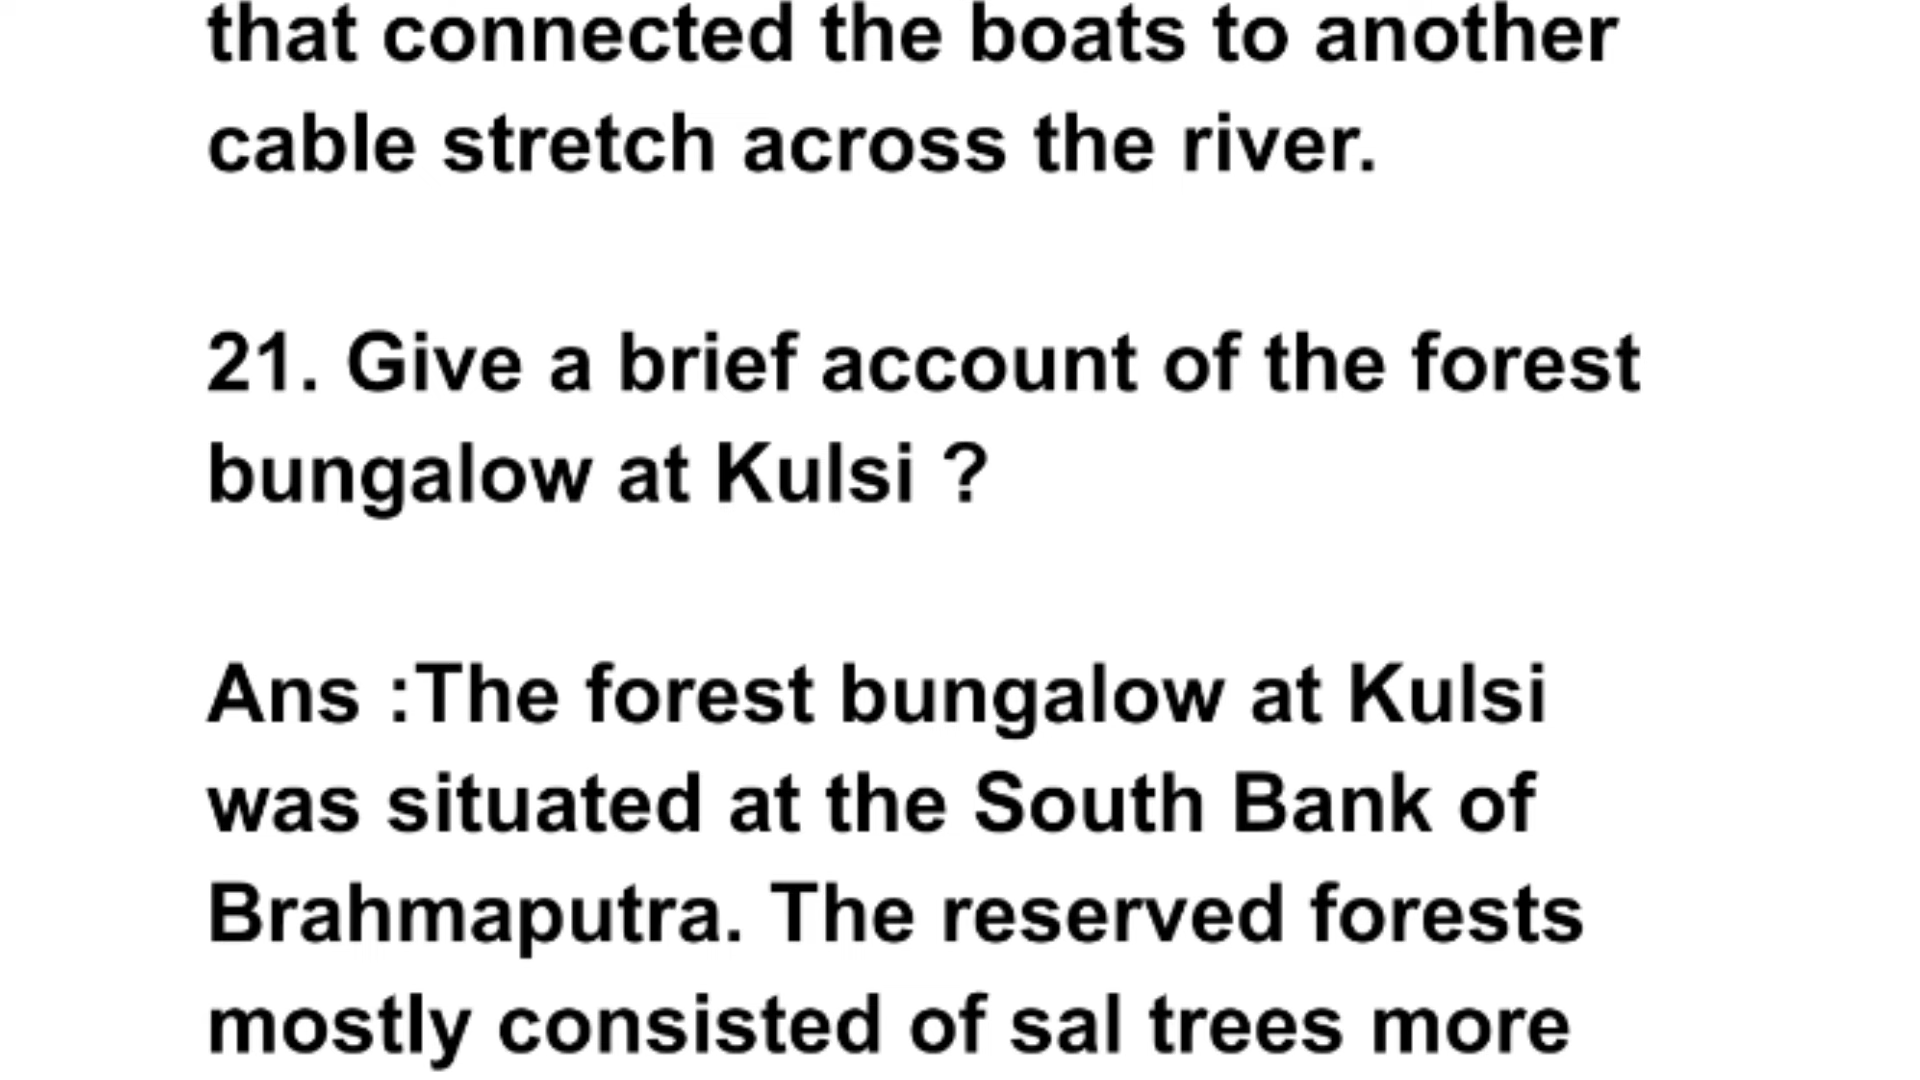 that connected the boats to another
cable stretch across the river.
21. Give a brief account of the forest
bungalow at Kulsi ?
Ans :The forest bungalow at Kulsi
was situated at the South Bank of
Brahmaputra. The reserved forests
mostly consisted of sal trees more